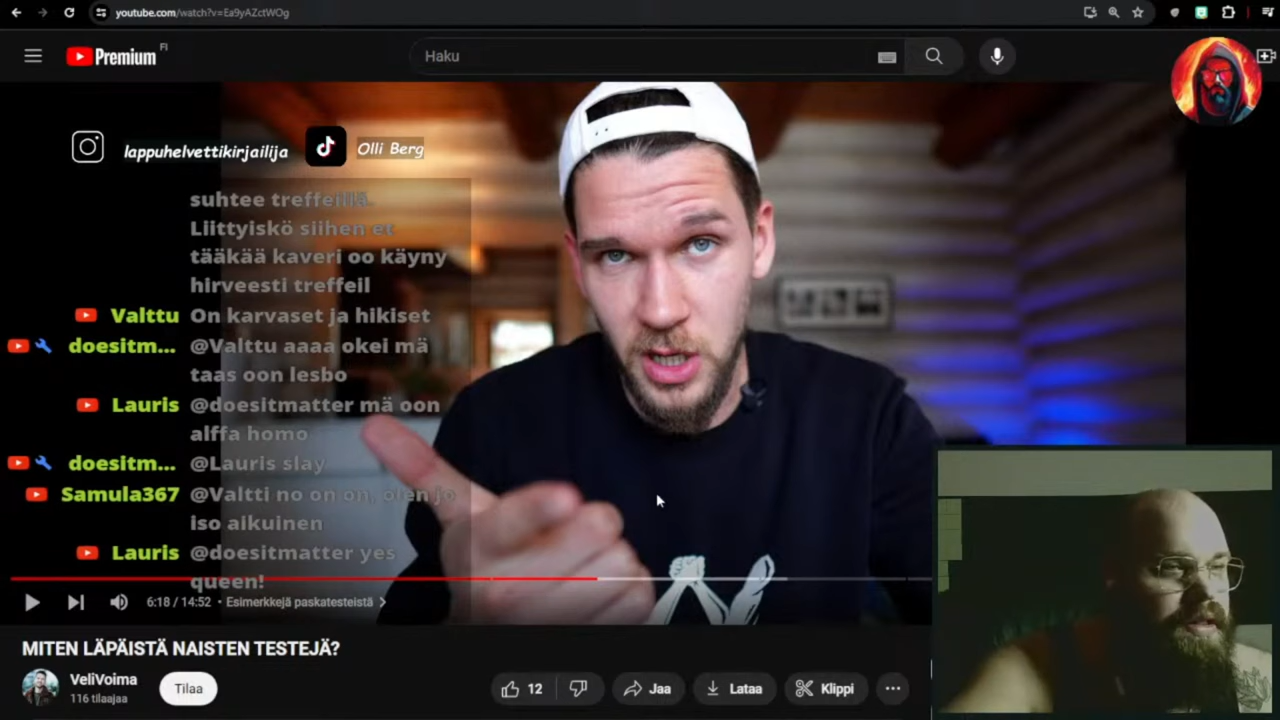 youtube.com/watch?v=Ea9yAZctWOg
Premium FI
Haku
lappuhelvettikirjailija
Olli Berg
suhtee treffeillä.
Liittyiskö siihen et
tääkää kaveri oo käyny
hirveesti treffeil
Valttu On karvaset ja hikiset
doesitm... @Valttu aaaa okei mä
taas oon lesbo
Lauris @doesitmatter mä oon
alffa homo
doesitm... @Lauris slay
Samula367 @Valtti no on on, olen jo
iso aikuinen
Lauris @doesitmatter yes
queen!
6:18 / 14:52 • Esimerkkejä paskatesteistä
MITEN LÄPÄISTÄ NAISTEN TESTEJÄ?
VeliVoima
116 tilaajaa
Tilaa
12
Jaa
Lataa
Klippi